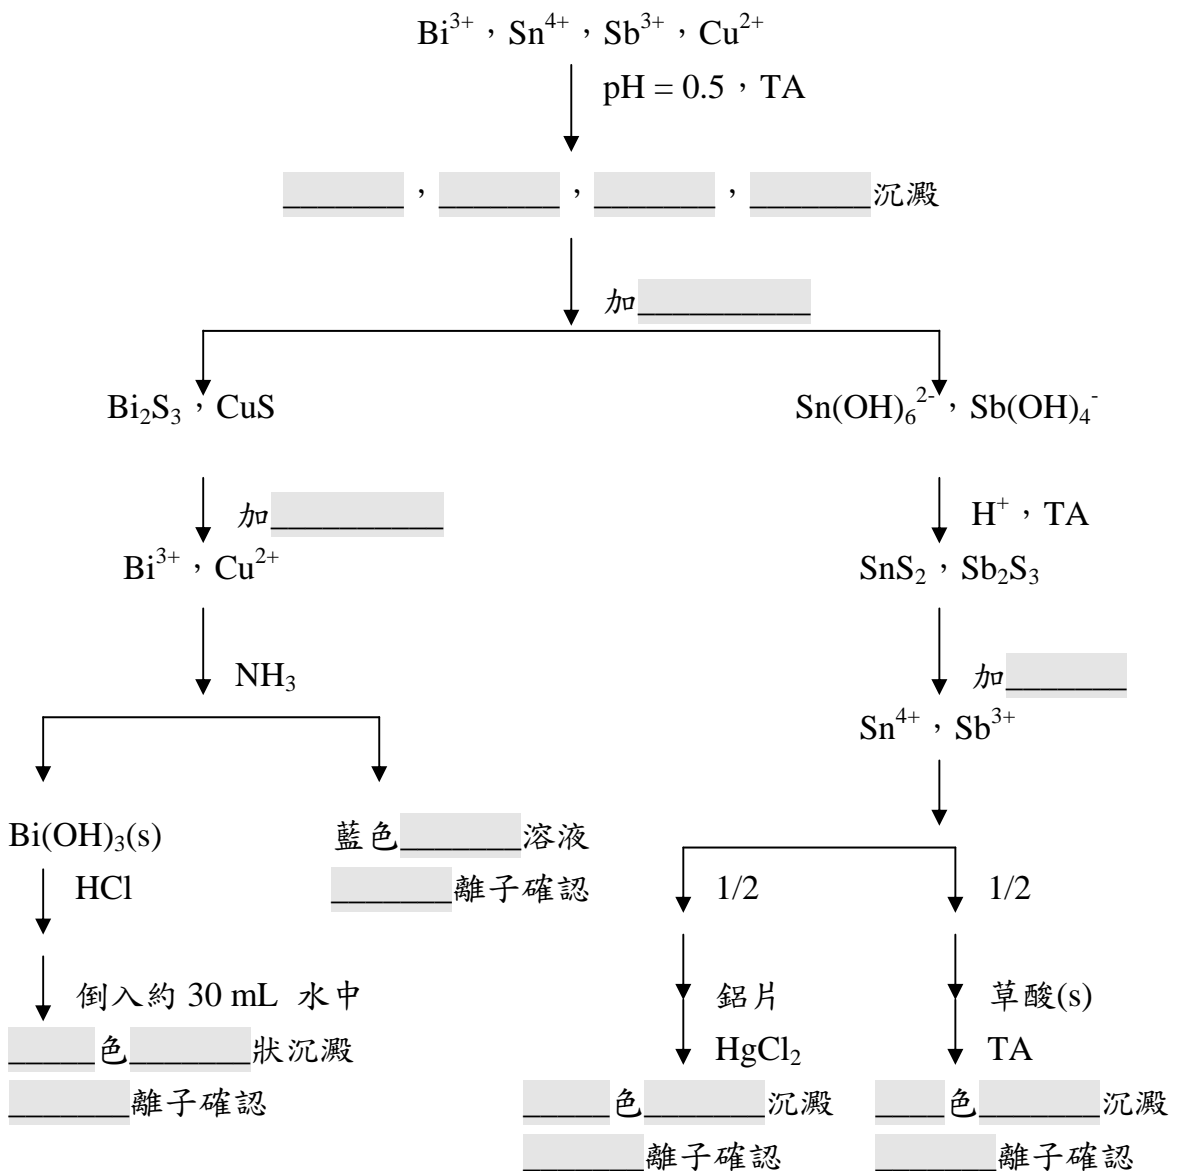 Bi³⁺，Sn⁴⁺，Sb³⁺，Cu²⁺
pH = 0.5，TA
_______，_______，_______，_______沉澱
加__________
Bi₂S₃，CuS
Sn(OH)₆²⁻，Sb(OH)₄⁻
加__________
H⁺，TA
Bi³⁺，Cu²⁺
SnS₂，Sb₂S₃
NH₃
加_______
Sn⁴⁺，Sb³⁺
Bi(OH)₃(s)
藍色_______溶液
HCl
_______離子確認
1/2
1/2
倒入約 30 mL 水中
鋁片
草酸(s)
_____色_______狀沉澱
HgCl₂
TA
_______離子確認
_____色_______沉澱
____色_______沉澱
_______離子確認
_______離子確認